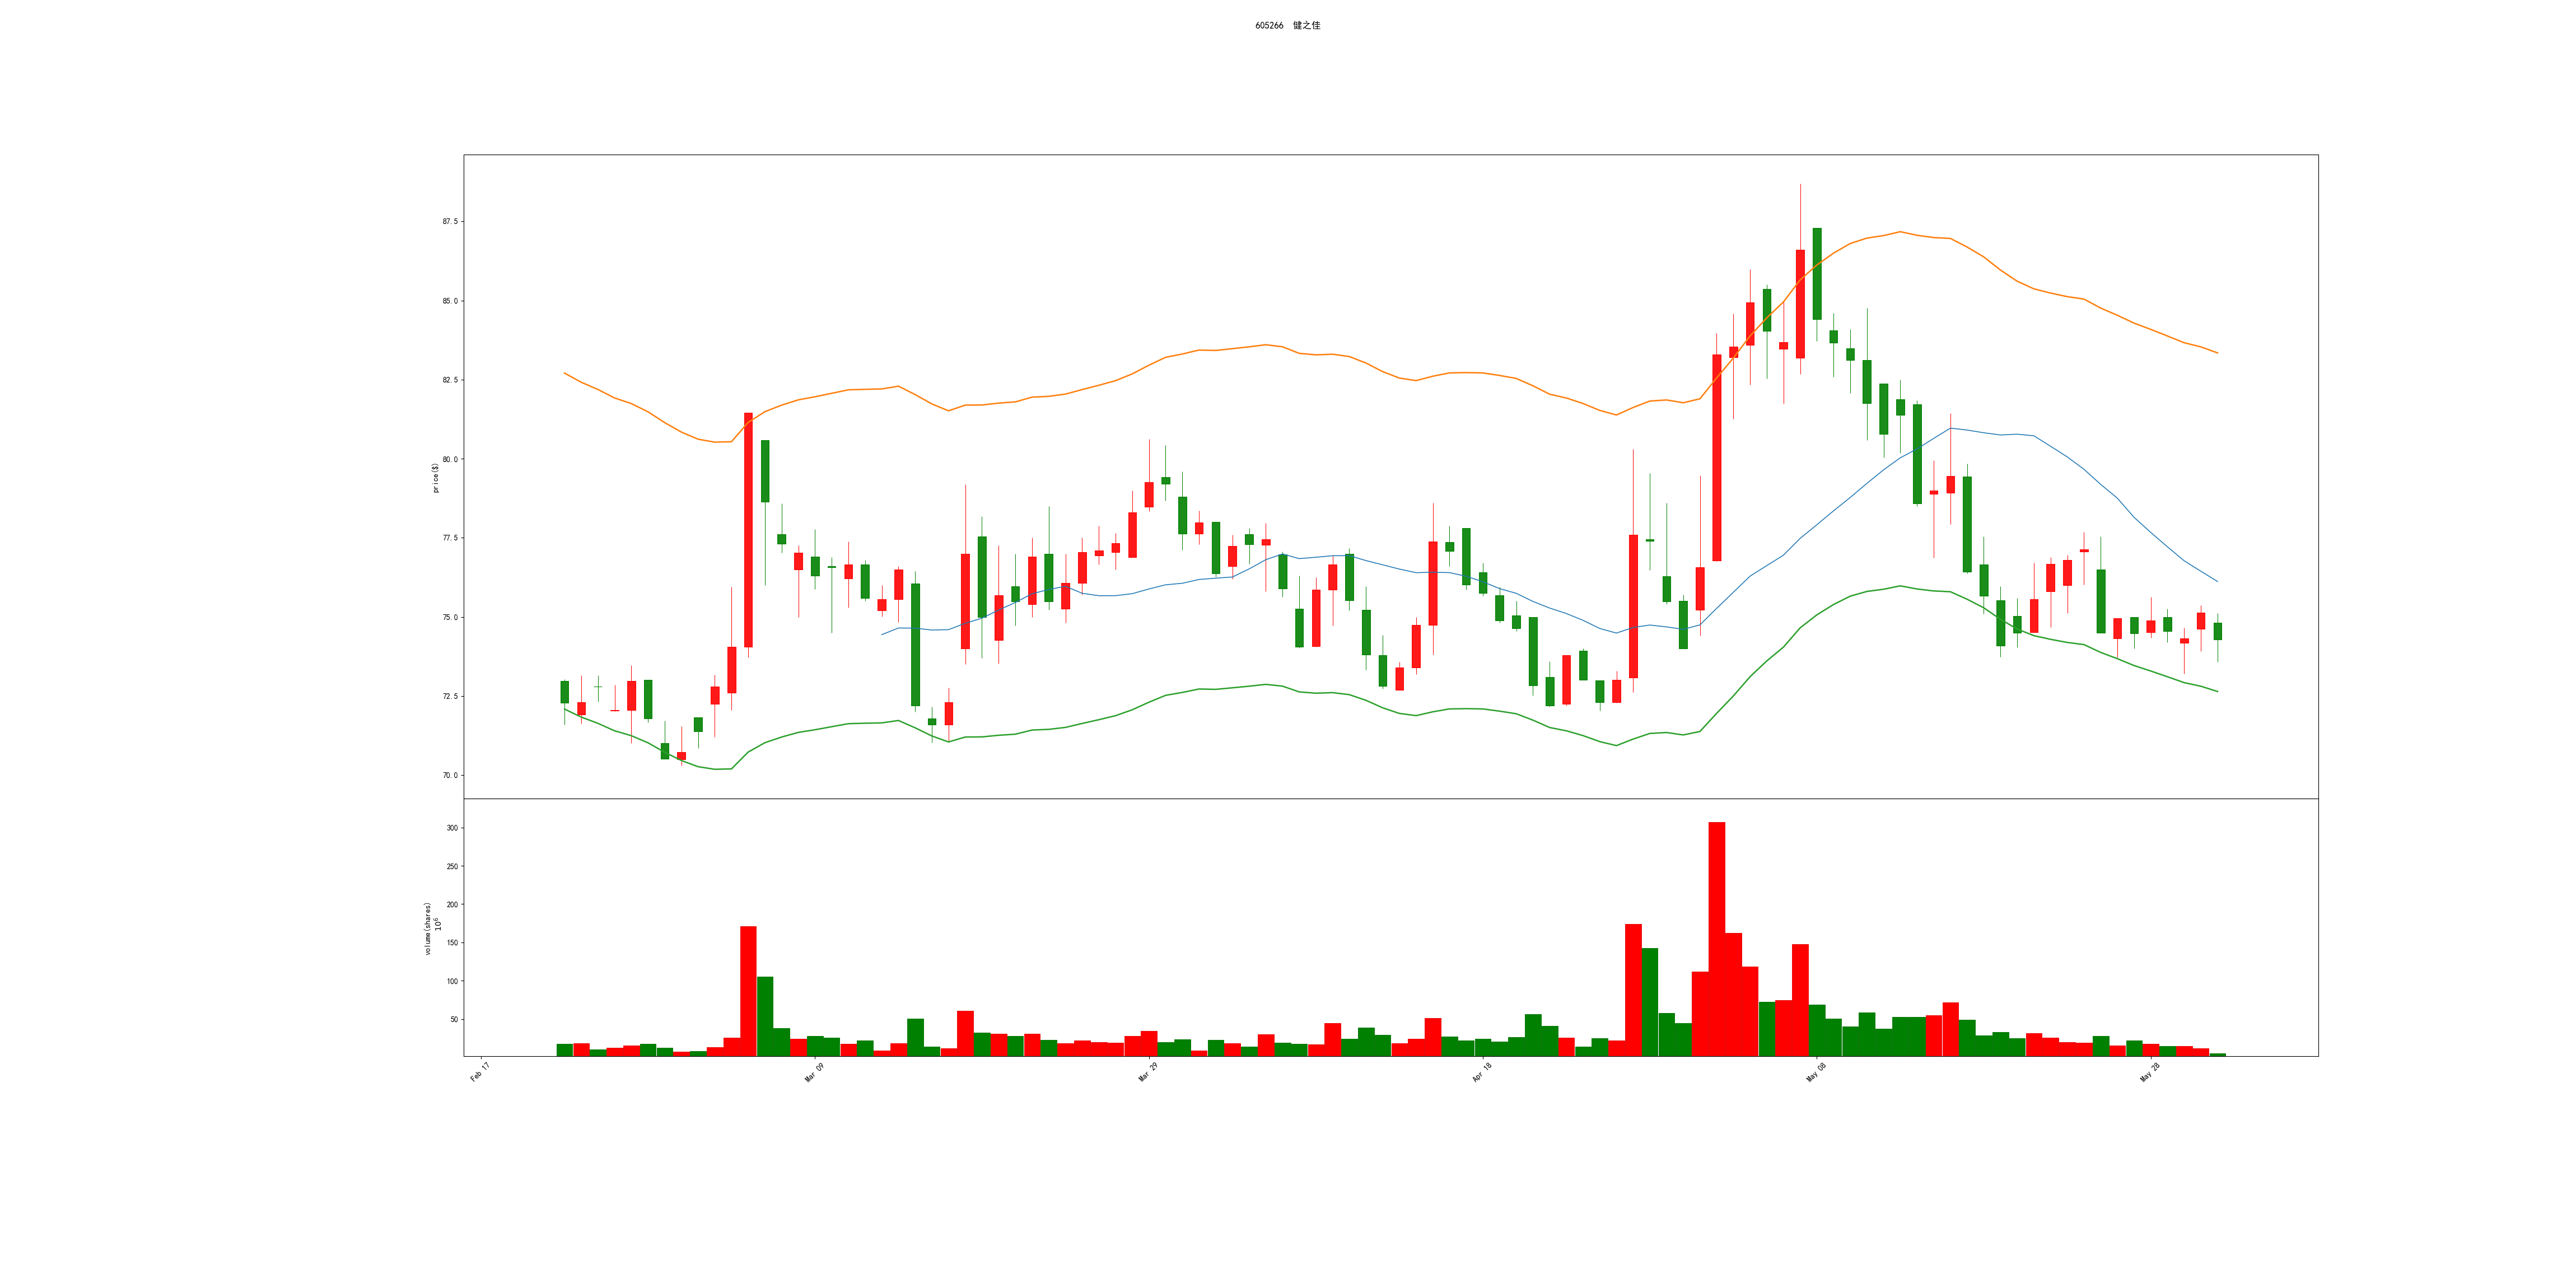 605266 健之佳
price($)
87.5
85.0
82.5
80.0
77.5
75.0
72.5
70.0
volume(shares)
10^6
300
250
200
150
100
50
Feb 17
Mar 09
Mar 29
Apr 18
May 08
May 28